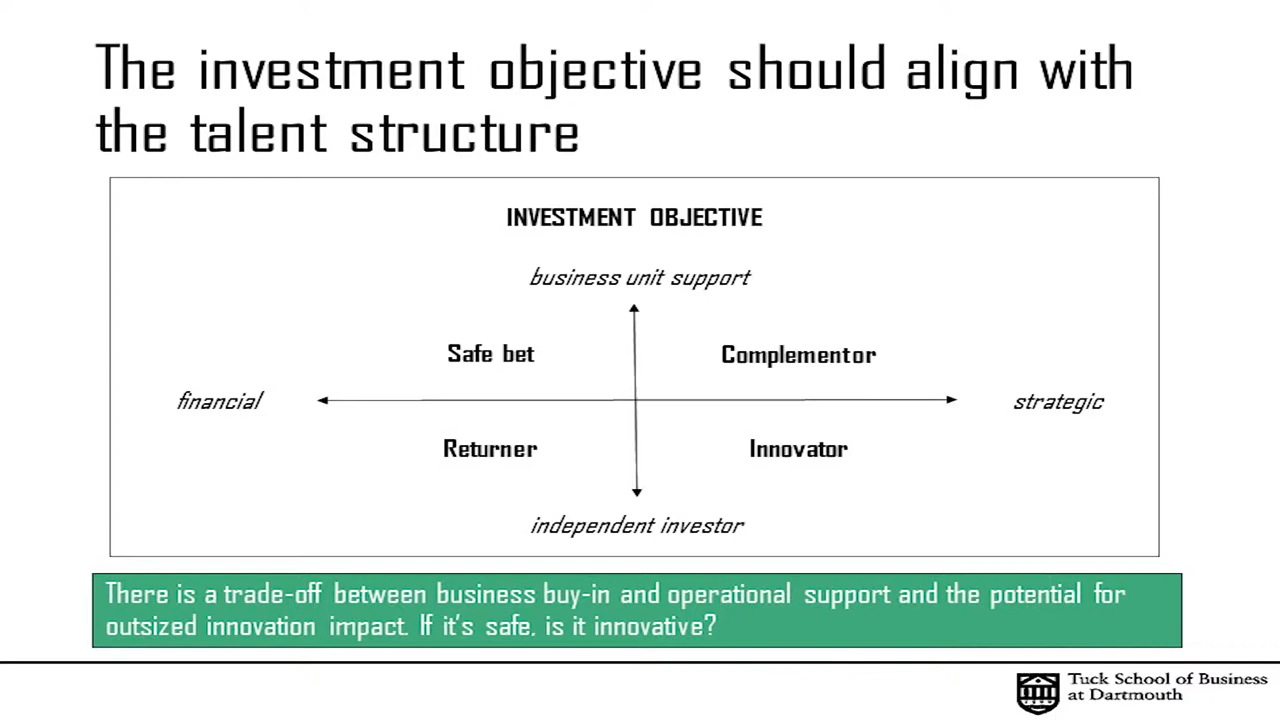 The investment objective should align with
the talent structure
INVESTMENT OBJECTIVE
business unit support
Safe bet
Complementor
financial
strategic
Returner
Innovator
independent investor
There is a trade-off between business buy-in and operational support and the potential for
outsized innovation impact. If it's safe, is it innovative?
Tuck School of Business
at Dartmouth